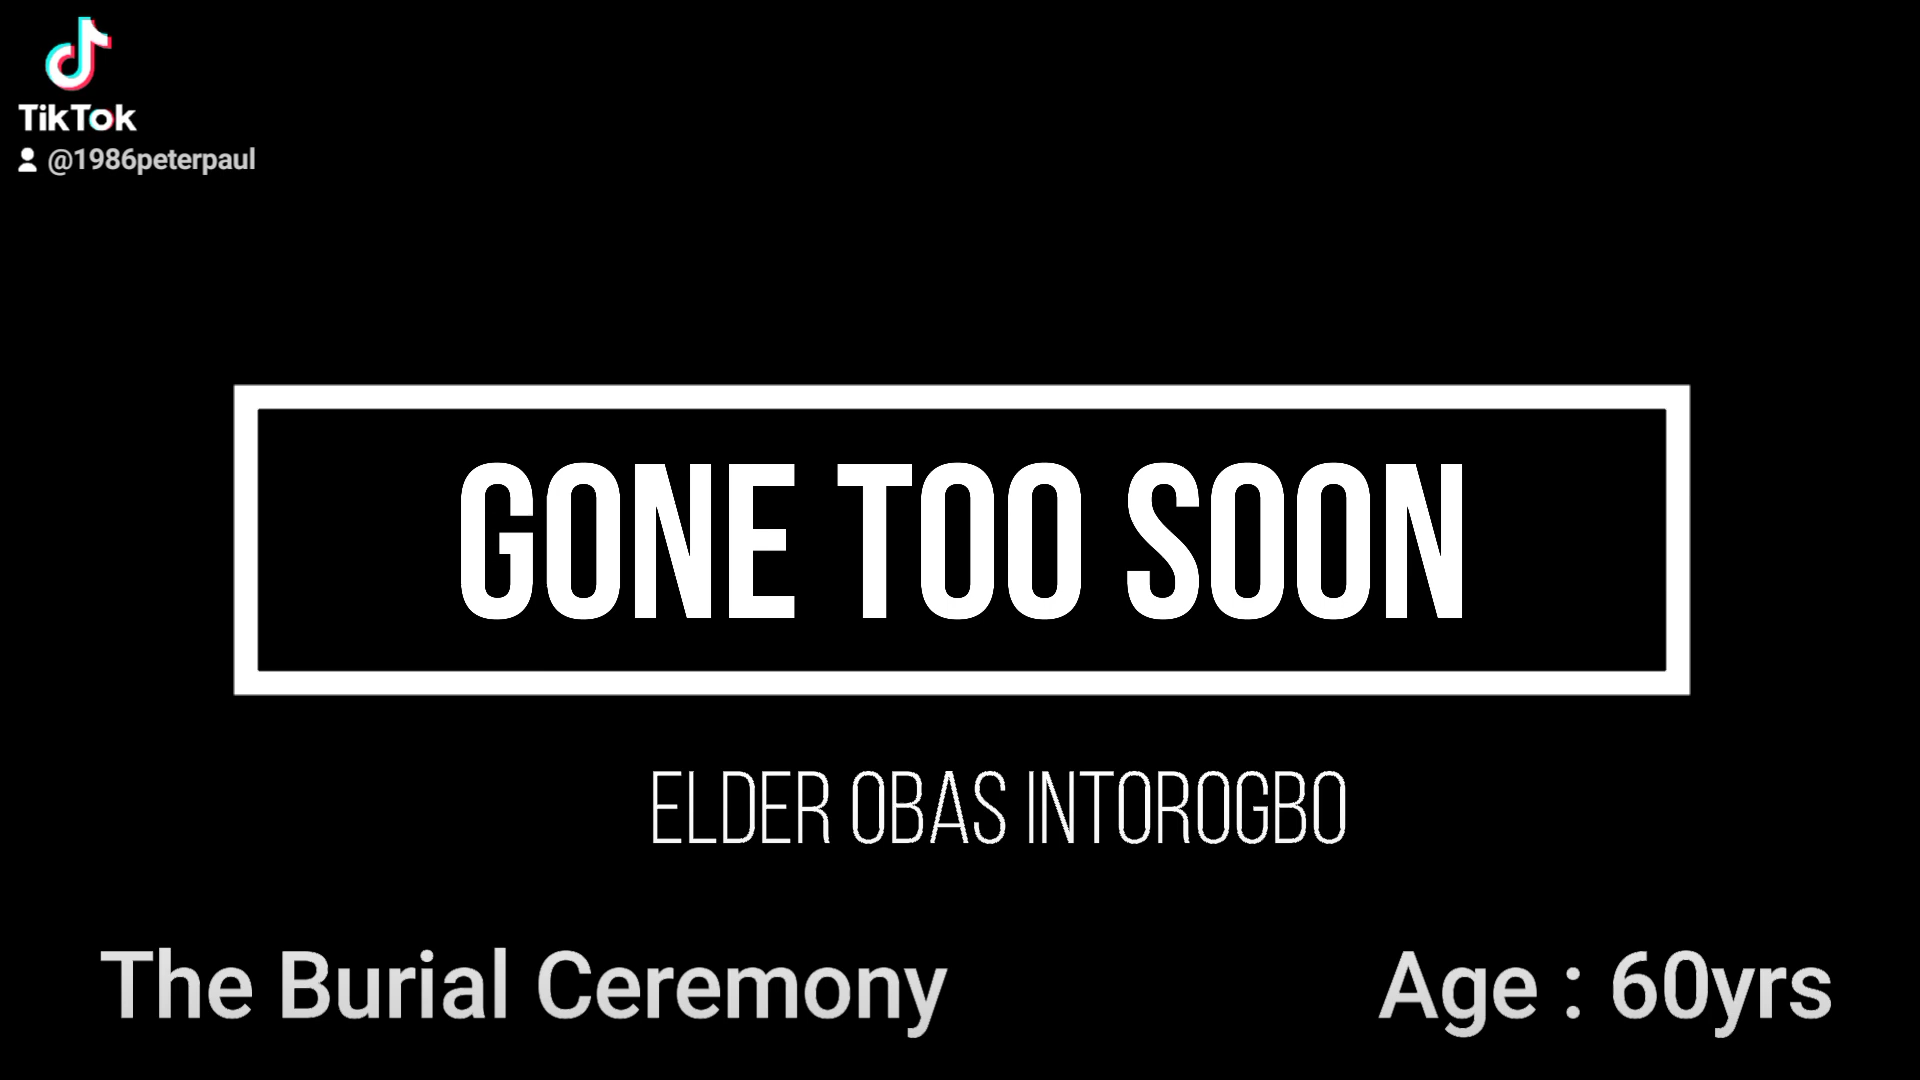 TikTok
@1986peterpaul
GONE TOO SOON
ELDER OBAS INTOROGBO
The Burial Ceremony
Age : 60yrs